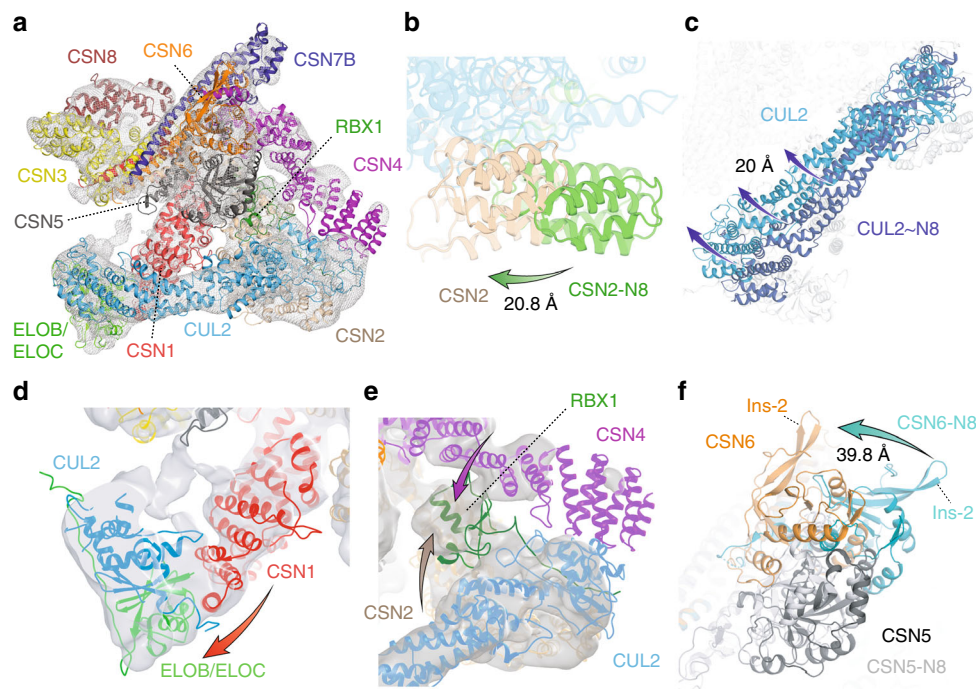 a
CSN8
CSN6
CSN7B
RBX1
CSN3
CSN4
CSN5
ELOB/
ELOC
CSN1
CUL2
CSN2
b
CSN2
CSN2-N8
20.8 Å
c
CUL2
20 Å
CUL2~N8
d
CUL2
CSN1
ELOB/ELOC
e
RBX1
CSN4
CSN2
CUL2
f
Ins-2
CSN6-N8
CSN6
39.8 Å
Ins-2
CSN5
CSN5-N8